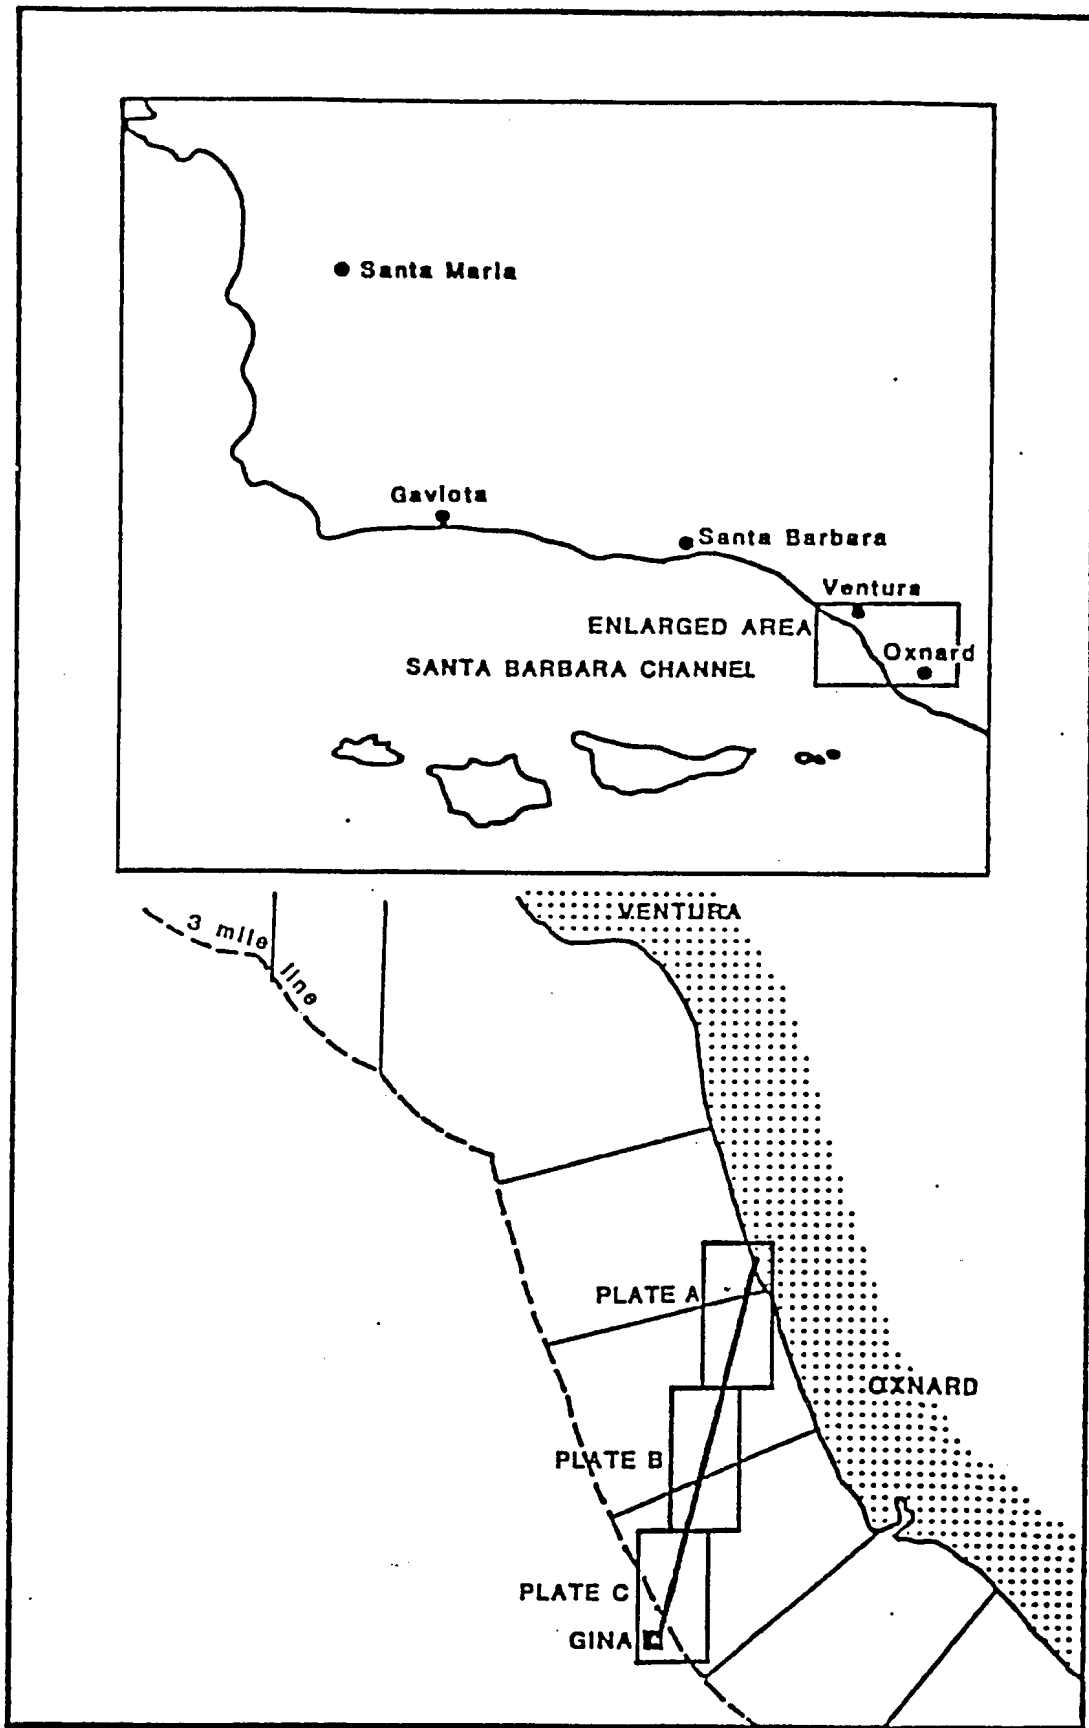 Santa Maria
Gaviota
Santa Barbara
Ventura
ENLARGED AREA
Oxnard
SANTA BARBARA CHANNEL
VENTURA
3 mile line
PLATE A
OXNARD
PLATE B
PLATE C
GINA